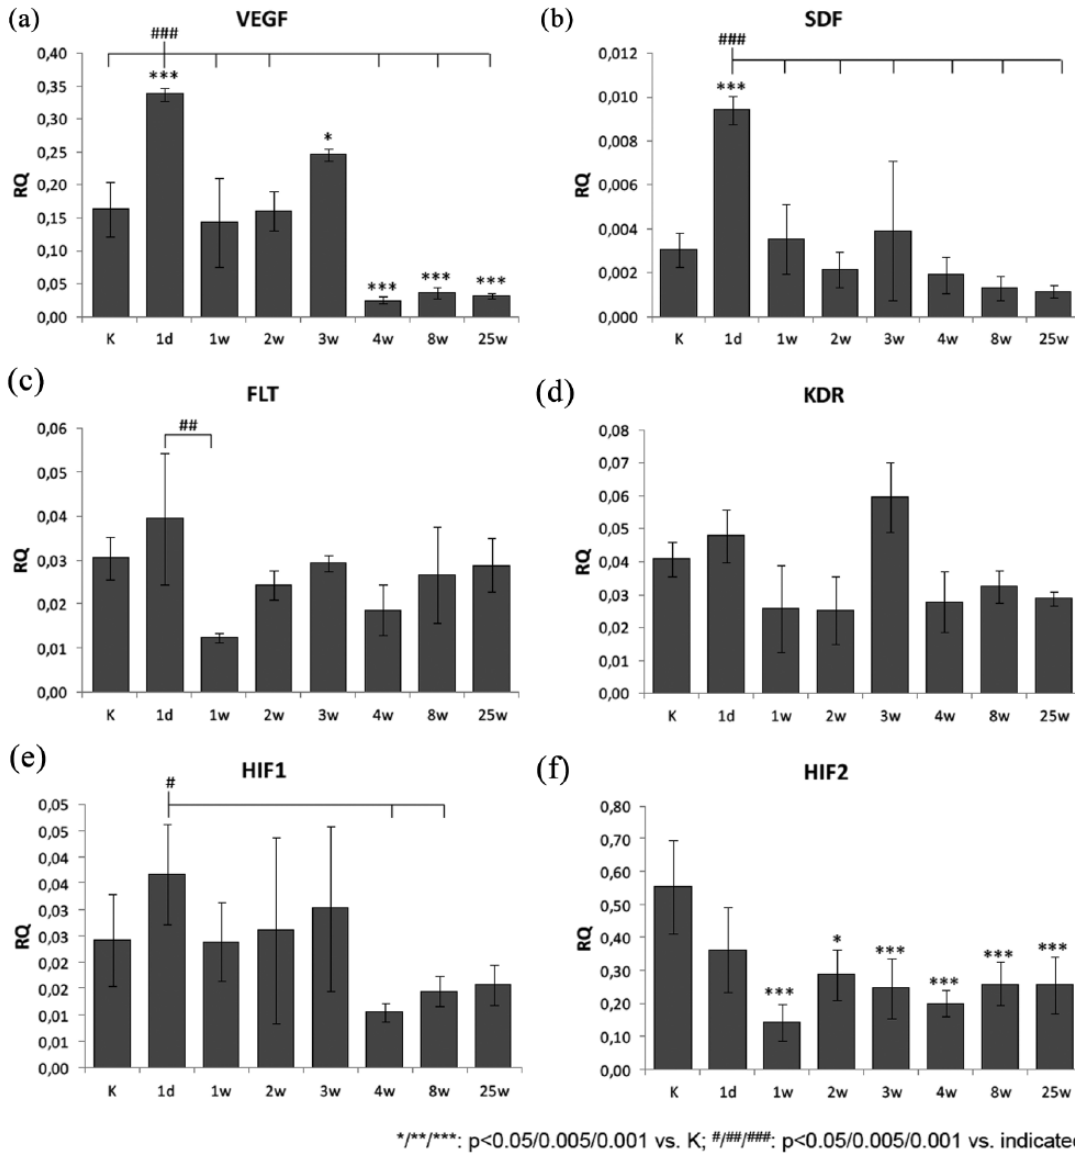 (a)
VEGF
###
0,40
0,35
0,30
0,25
0,20
0,15
0,10
0,05
0,00
RQ
***
*
***
***
***
K 1d 1w 2w 3w 4w 8w 25w
(b)
SDF
###
0,012
0,010
0,008
0,006
0,004
0,002
0,000
RQ
***
K 1d 1w 2w 3w 4w 8w 25w
(c)
FLT
##
0,06
0,05
0,04
0,03
0,02
0,01
0,00
RQ
K 1d 1w 2w 3w 4w 8w 25w
(d)
KDR
0,08
0,07
0,06
0,05
0,04
0,03
0,02
0,01
0,00
RQ
K 1d 1w 2w 3w 4w 8w 25w
(e)
HIF1
#
0,05
0,05
0,04
0,04
0,03
0,03
0,02
0,02
0,01
0,01
0,00
RQ
K 1d 1w 2w 3w 4w 8w 25w
(f)
HIF2
0,80
0,70
0,60
0,50
0,40
0,30
0,20
0,10
0,00
RQ
***
*
***
***
***
***
K 1d 1w 2w 3w 4w 8w 25w
*/**/***: p<0.05/0.005/0.001 vs. K; #/##/###: p<0.05/0.005/0.001 vs. indicated